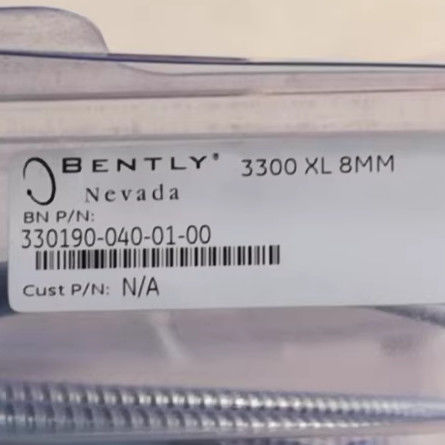 BENTLY® 3300 XL 8MM
Nevada
BN P/N:
330190-040-01-00
Cust P/N: N/A